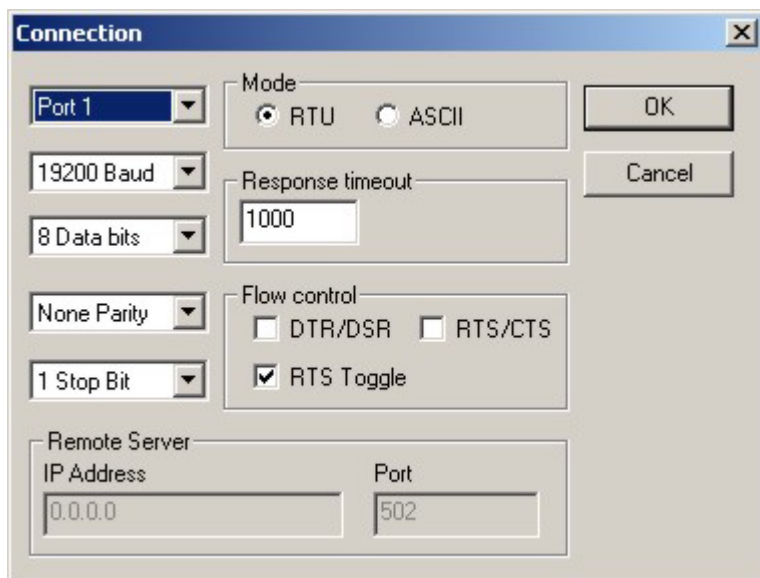 Connection
Port 1
19200 Baud
8 Data bits
None Parity
1 Stop Bit
Mode
RTU ASCII
Response timeout
1000
Flow control
DTR/DSR RTS/CTS
RTS Toggle
OK
Cancel
Remote Server
IP Address Port
0.0.0.0 502